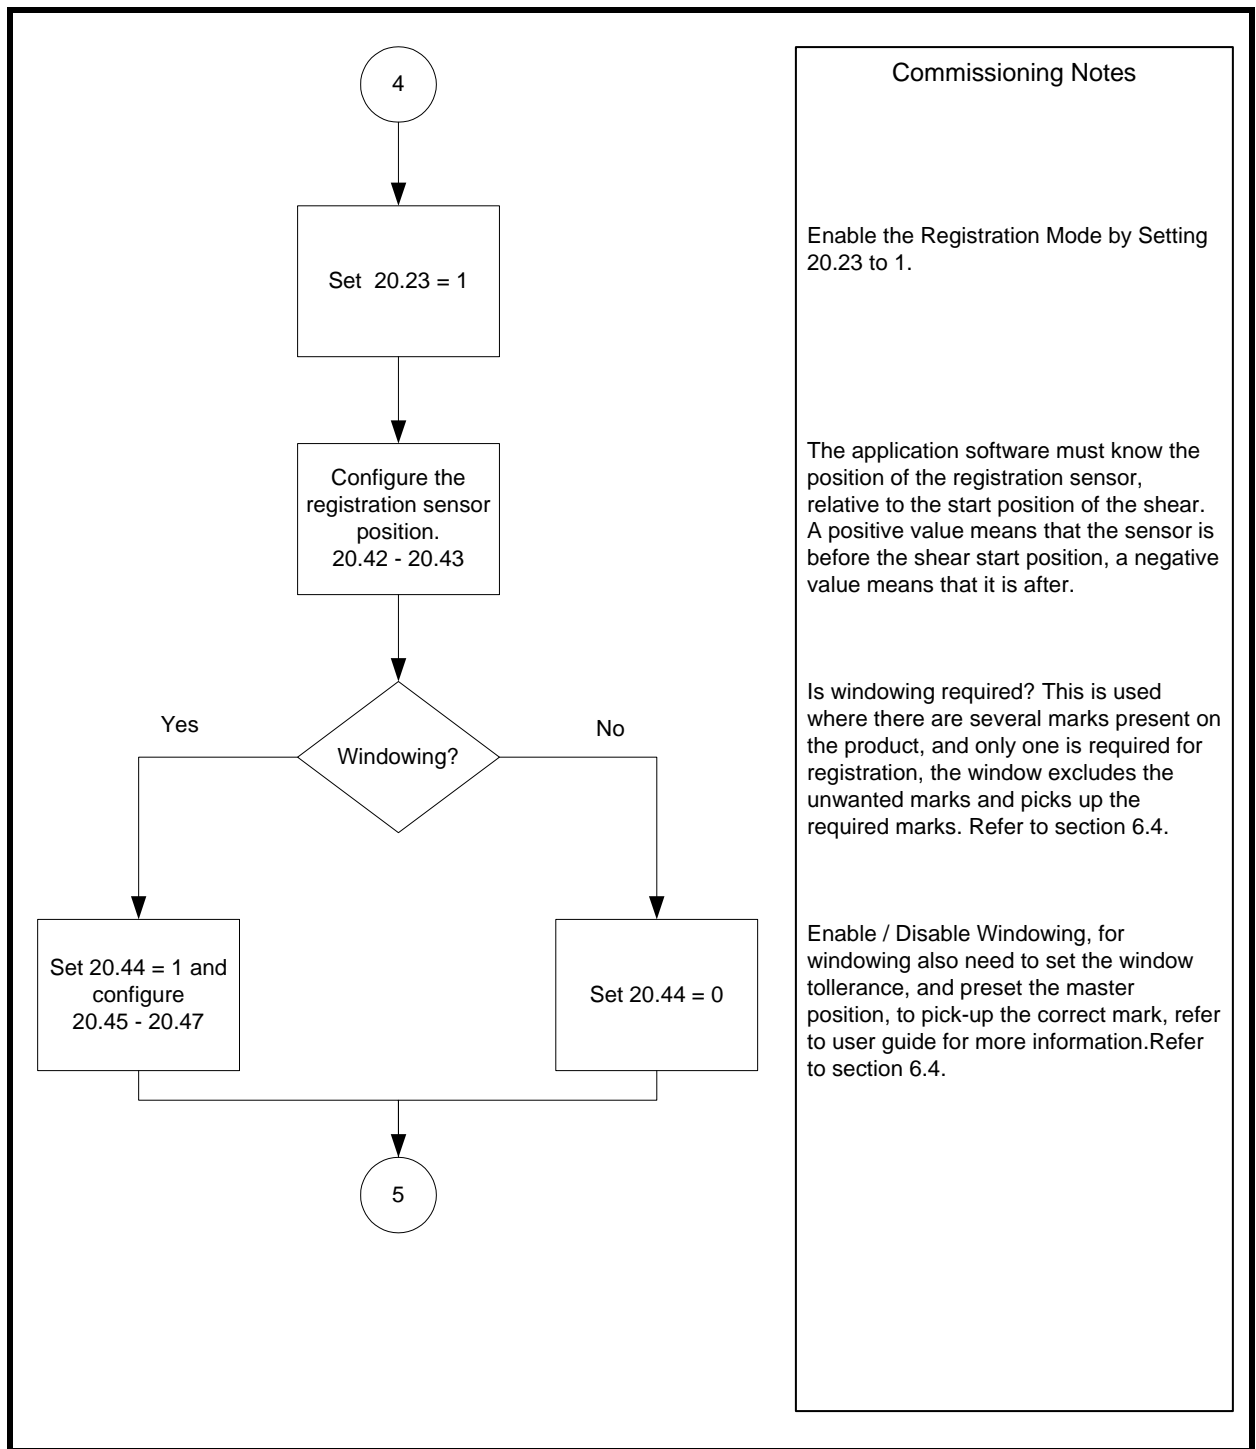 4
Set 20.23 = 1
Configure the
registration sensor
position.
20.42 - 20.43
Yes
Windowing?
No
Set 20.44 = 1 and
configure
20.45 - 20.47
Set 20.44 = 0
5
Commissioning Notes
Enable the Registration Mode by Setting
20.23 to 1.
The application software must know the
position of the registration sensor,
relative to the start position of the shear.
A positive value means that the sensor is
before the shear start position, a negative
value means that it is after.
Is windowing required? This is used
where there are several marks present on
the product, and only one is required for
registration, the window excludes the
unwanted marks and picks up the
required marks. Refer to section 6.4.
Enable / Disable Windowing, for
windowing also need to set the window
tollerance, and preset the master
position, to pick-up the correct mark, refer
to user guide for more information.Refer
to section 6.4.